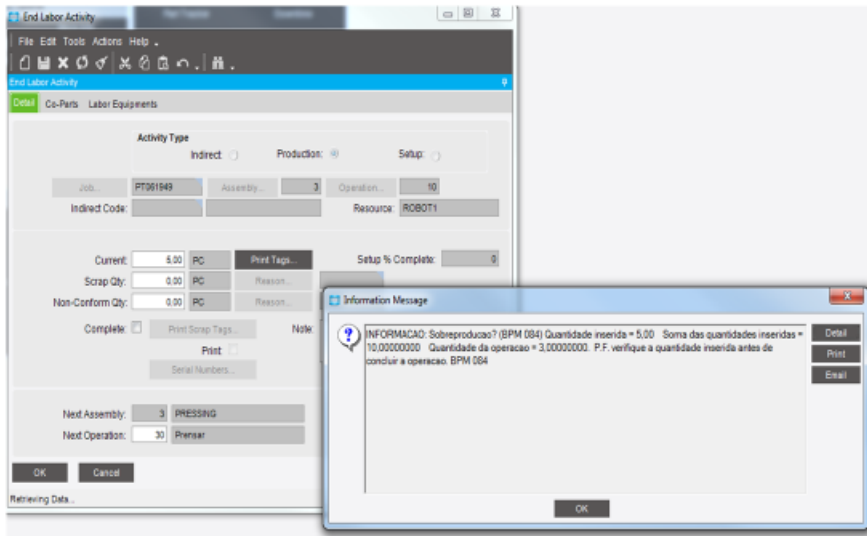 End Labor Activity
File Edit Tools Actions Help
End Labor Activity
Detail Co-Parts Labor Equipments
Activity Type
Indirect Production: Setup:
Job... PT061949 Assembly... 3 Operation... 10
Indirect Code: Resource: ROBOT1
Current: 5,00 PC Print Tags... Setup % Complete: 0
Scrap Qty: 0,00 PC Reason...
Non-Conform Qty: 0,00 PC Reason...
Complete: Print Scrap Tags... Note:
Print
Serial Numbers...
Next Assembly: 3 PRESSING
Next Operation: 30 Prensar
OK Cancel
Retrieving Data...
Information Message
INFORMACAO: Sobreproducao? (BPM 084) Quantidade inserida = 5,00 Soma das quantidades inseridas =
10,00000000 Quantidade da operacao = 3,00000000. P.F. verifique a quantidade inserida antes de
concluir a operacao. BPM 084
Detail
Print
Email
OK